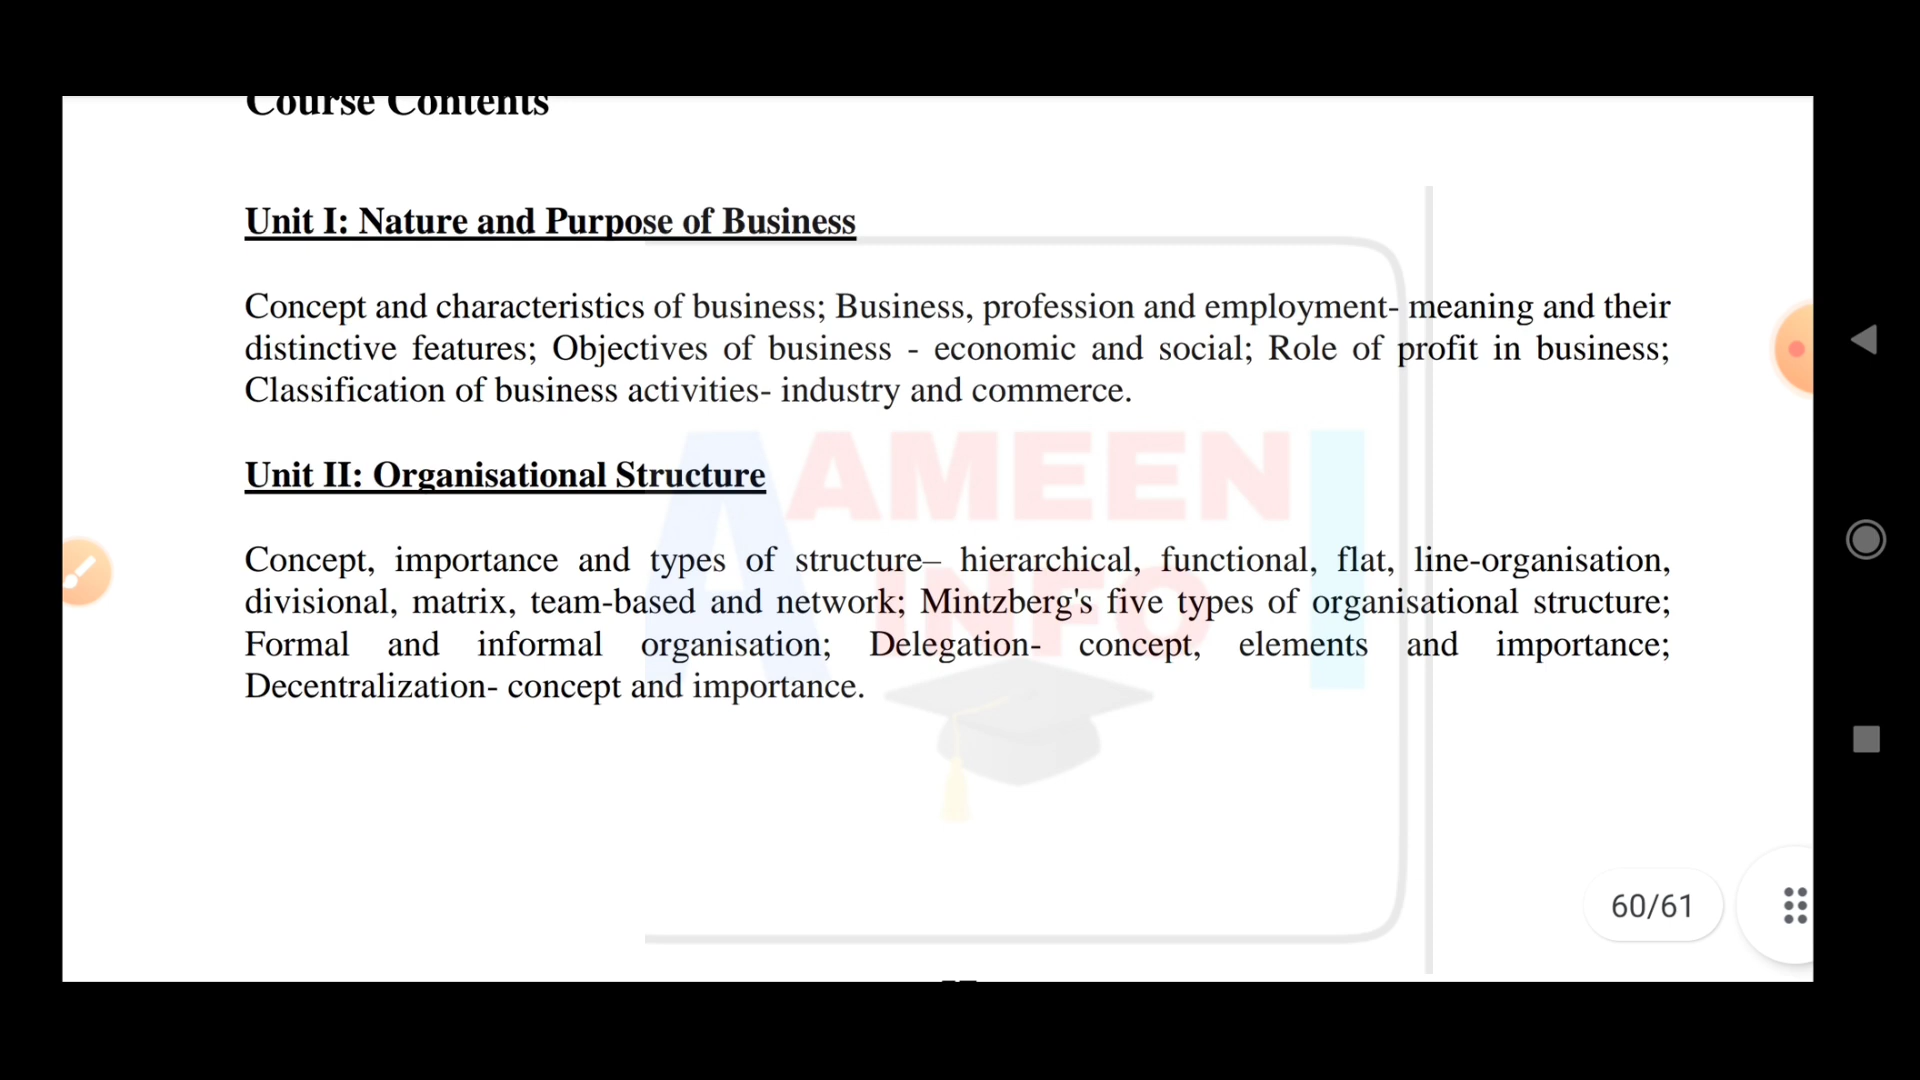 Course Contents
Unit I: Nature and Purpose of Business
Concept and characteristics of business; Business, profession and employment- meaning and their
distinctive features; Objectives of business - economic and social; Role of profit in business;
Classification of business activities- industry and commerce.
AMEEN
Unit II: Organisational Structure
Concept, importance and types of structure– hierarchical, functional, flat, line-organisation,
divisional, matrix, team-based and network; Mintzberg's five types of organisational structure;
INFO
Formal and informal organisation; Delegation- concept, elements and importance;
Decentralization- concept and importance.
60/61